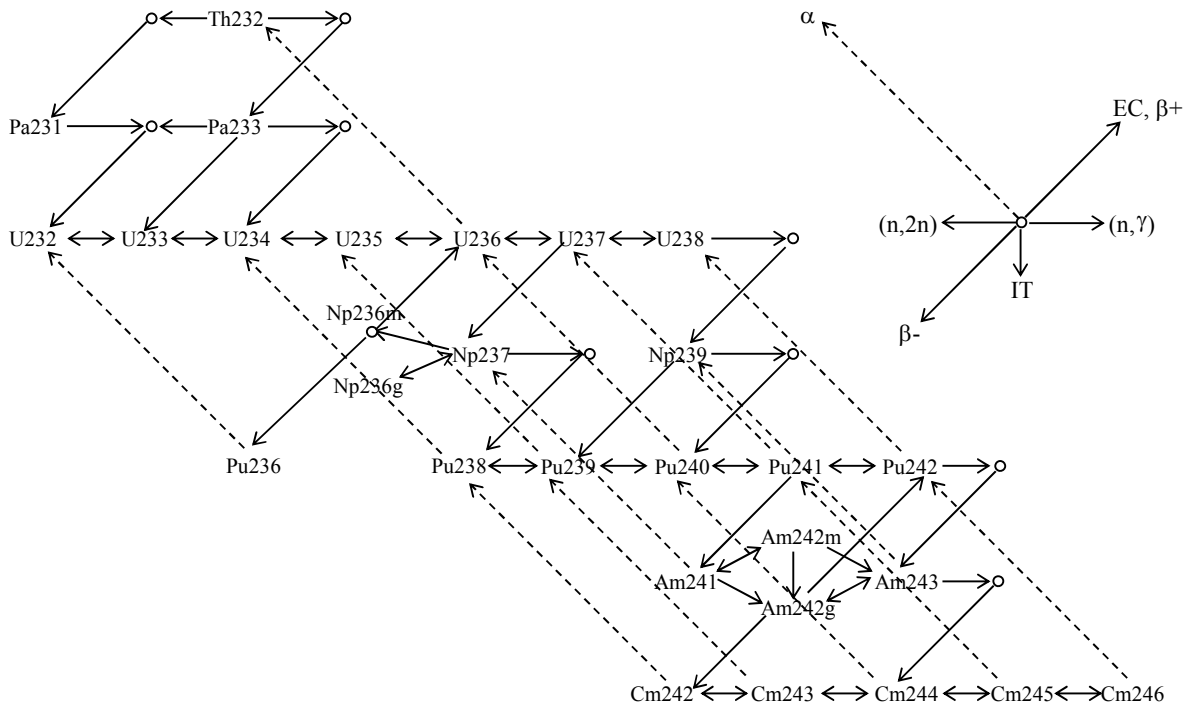 Th232
α
EC, β+
Pa231 Pa233
(n,2n) (n,γ)
U232 U233 U234 U235 U236 U237 U238
IT
Np236m
β-
Np237 Np239
Np236g
Pu236 Pu238 Pu239 Pu240 Pu241 Pu242
Am242m
Am241 Am243
Am242g
Cm242 Cm243 Cm244 Cm245 Cm246